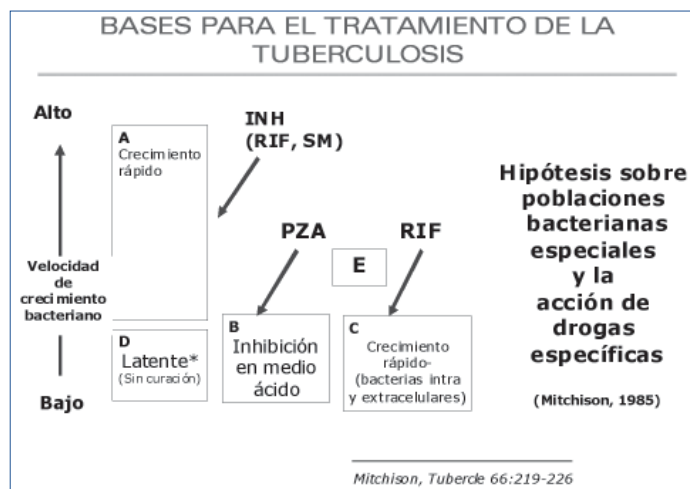 BASES PARA EL TRATAMIENTO DE LA
TUBERCULOSIS
Alto
Velocidad
de
crecimiento
bacteriano
Bajo
A
Crecimiento
rápido
D
Latente*
(Sin curación)
INH
(RIF, SM)
PZA
B
Inhibición
en medio
ácido
E
RIF
C
Crecimiento
rápido-
(bacterias intra
y extracelulares)
Hipótesis sobre
poblaciones
bacterianas
especiales
y la
acción de
drogas
específicas
(Mitchison, 1985)
Mitchison, Tubercle 66:219-226